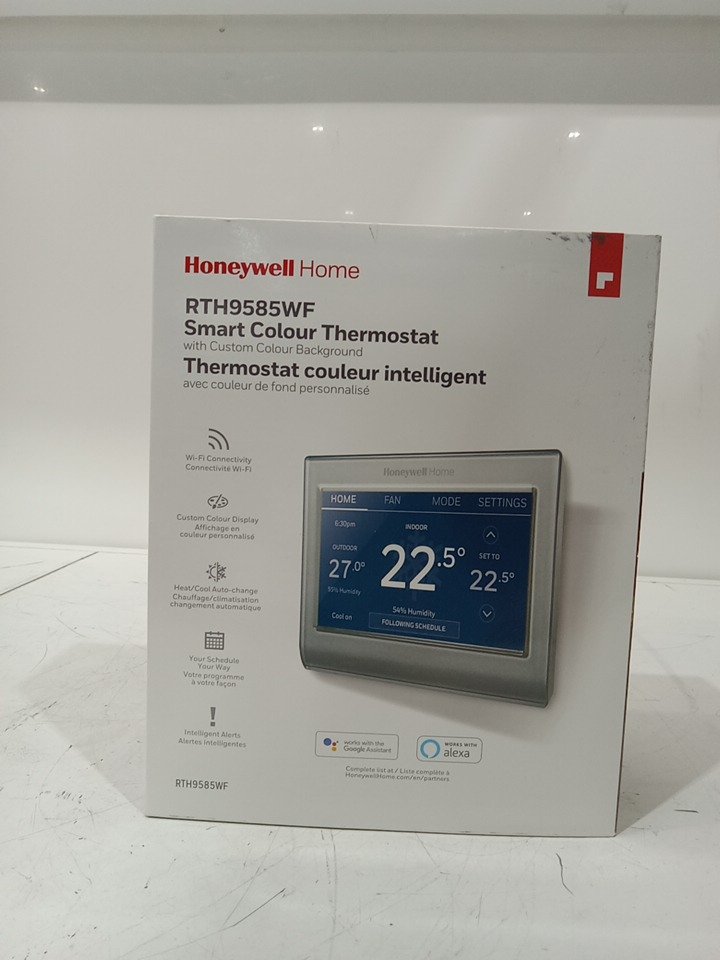 Honeywell Home
RTH9585WF
Smart Colour Thermostat
with Custom Colour Background
Thermostat couleur intelligent
avec couleur de fond personnalisé
Wi-Fi Connectivity
Connectivité Wi-Fi
Custom Colour Display
Affichage en
couleur personnalisé
Heat/Cool Auto-change
Chauffage/climatisation
changement automatique
Your Schedule
Your Way
Votre programme
à votre façon
Intelligent Alerts
Alertes Intelligentes
RTH9585WF
Honeywell Home
HOME FAN MODE SETTINGS
6:30pm
INDOOR
OUTDOOR
27.0°
95% Humidity
22.5°
SET TO
22.5°
54% Humidity
Cool on
FOLLOWING SCHEDULE
works with the
Google Assistant
WORKS WITH
alexa
Complete list at / Liste complète à
HoneywellHome.com/en/partners